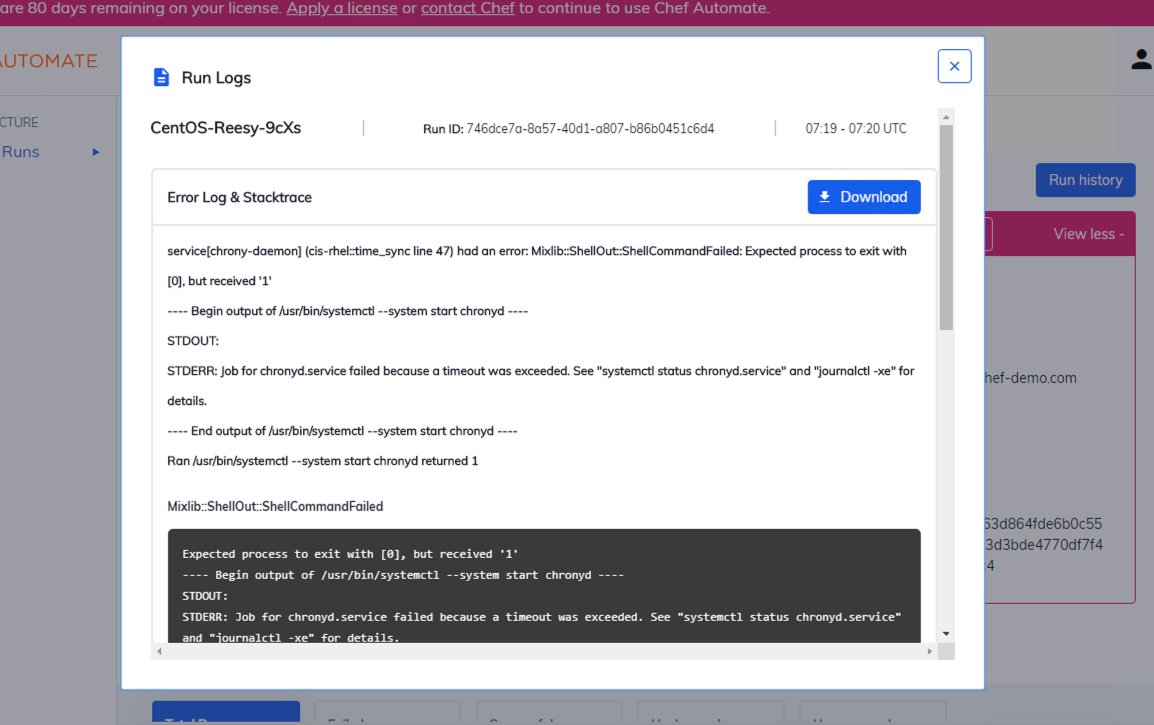 are 80 days remaining on your license. Apply a license or contact Chef to continue to use Chef Automate.
AUTOMATE
Run Logs
CentOS-Reesy-9cXs | Run ID: 746dce7a-8a57-40d1-a807-b86b0451c6d4 | 07:19 - 07:20 UTC
CTURE
Runs
Run history
Error Log & Stacktrace
Download
View less -
service[chrony-daemon] (cis-rhel::time_sync line 47) had an error: Mixlib::ShellOut::ShellCommandFailed: Expected process to exit with
[0], but received '1'
---- Begin output of /usr/bin/systemctl --system start chronyd ----
STDOUT:
STDERR: Job for chronyd.service failed because a timeout was exceeded. See "systemctl status chronyd.service" and "journalctl -xe" for
details.
hef-demo.com
---- End output of /usr/bin/systemctl --system start chronyd ----
Ran /usr/bin/systemctl --system start chronyd returned 1
Mixlib::ShellOut::ShellCommandFailed
63d864fde6b0c55
3d3bde4770df7f4
4
Expected process to exit with [0], but received '1'
---- Begin output of /usr/bin/systemctl --system start chronyd ----
STDOUT:
STDERR: Job for chronyd.service failed because a timeout was exceeded. See "systemctl status chronyd.service"
and "journalctl -xe" for details.